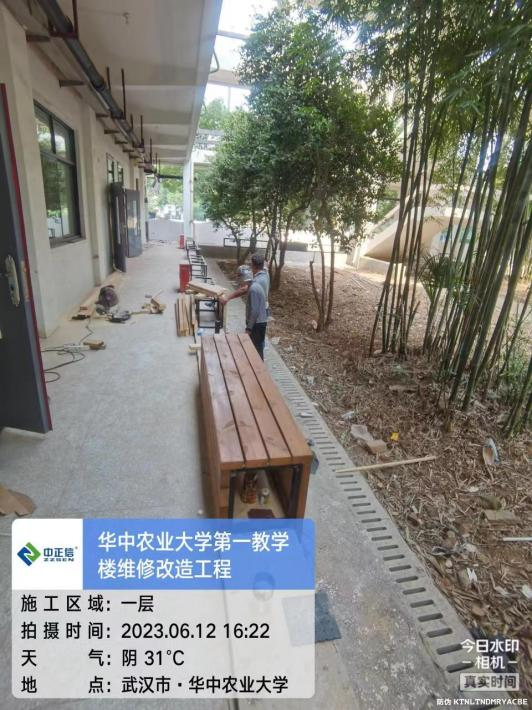 中正信®
ZZSEN
华中农业大学第一教学
楼维修改造工程
施工区域：一层
拍摄时间：2023.06.12 16:22
天 气：阴 31℃
地 点：武汉市·华中农业大学
今日水印
相机
真实时间
防伪 KTNLTNDMRYACBE